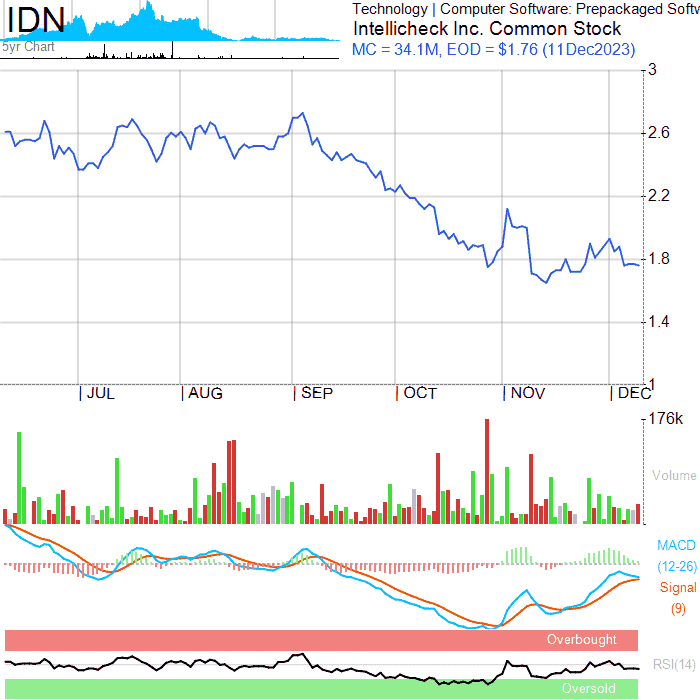 IDN
5yr Chart
Technology | Computer Software: Prepackaged Softw
Intellicheck Inc. Common Stock
MC = 34.1M, EOD = $1.76 (11Dec2023)
3
2.6
2.2
1.8
1.4
1
JUL AUG SEP OCT NOV DEC
176k
Volume
MACD
(12-26)
Signal
(9)
Overbought
RSI(14)
Oversold